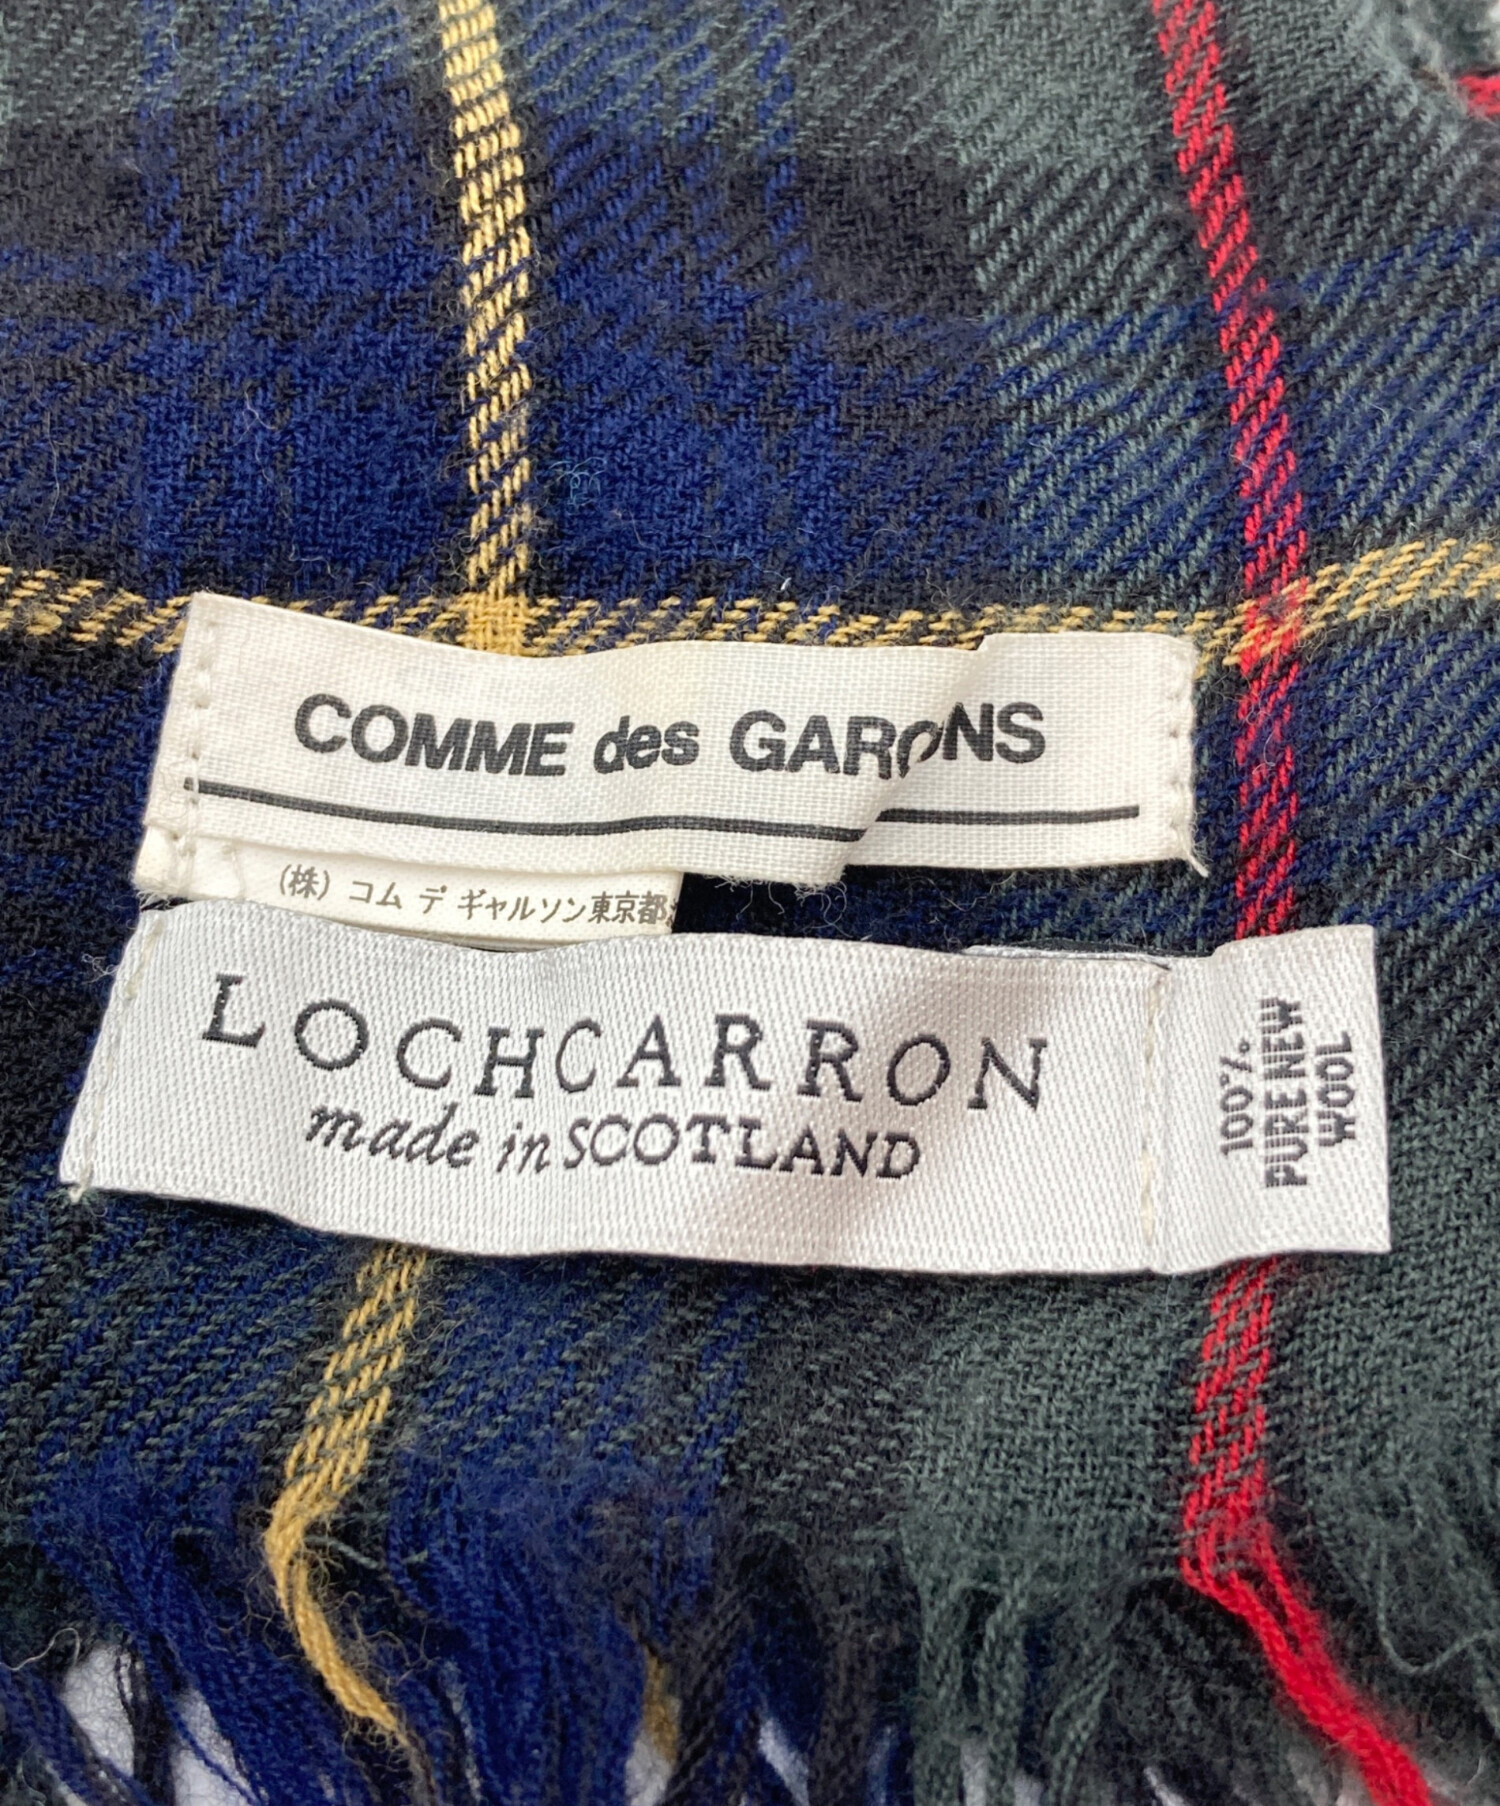 COMME des GARCONS
(株) コム デ ギャルソン東京都
LOCHCARRON
made in SCOTLAND
100%
PURE NEW
WOOL